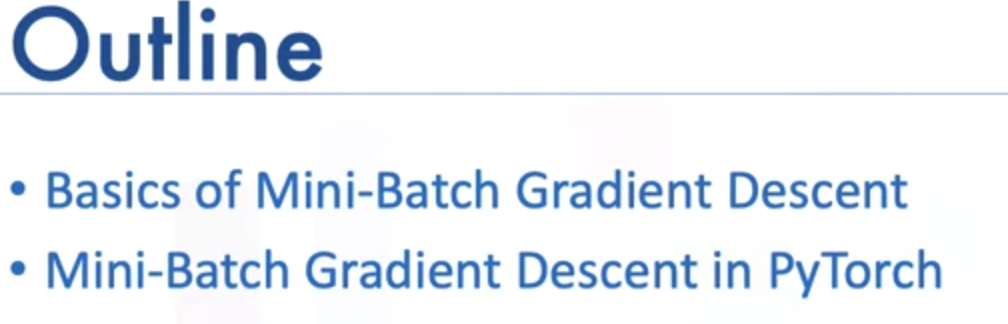 Outline
• Basics of Mini-Batch Gradient Descent
• Mini-Batch Gradient Descent in PyTorch